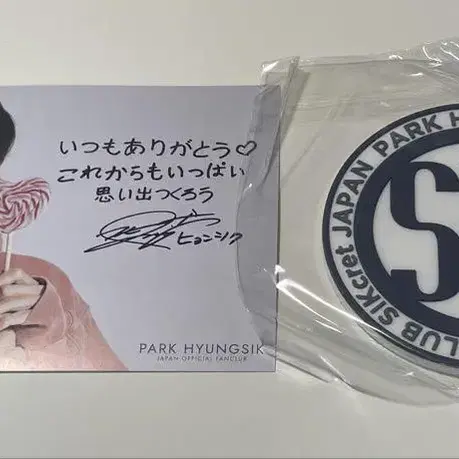 いつもありがとう♡
これからもいっぱい
思い出つくろう
ヒョンシク
PARK HYUNGSIK
JAPAN OFFICIAL FANCLUB
S
CLUB SIKcret JAPAN PARK HY